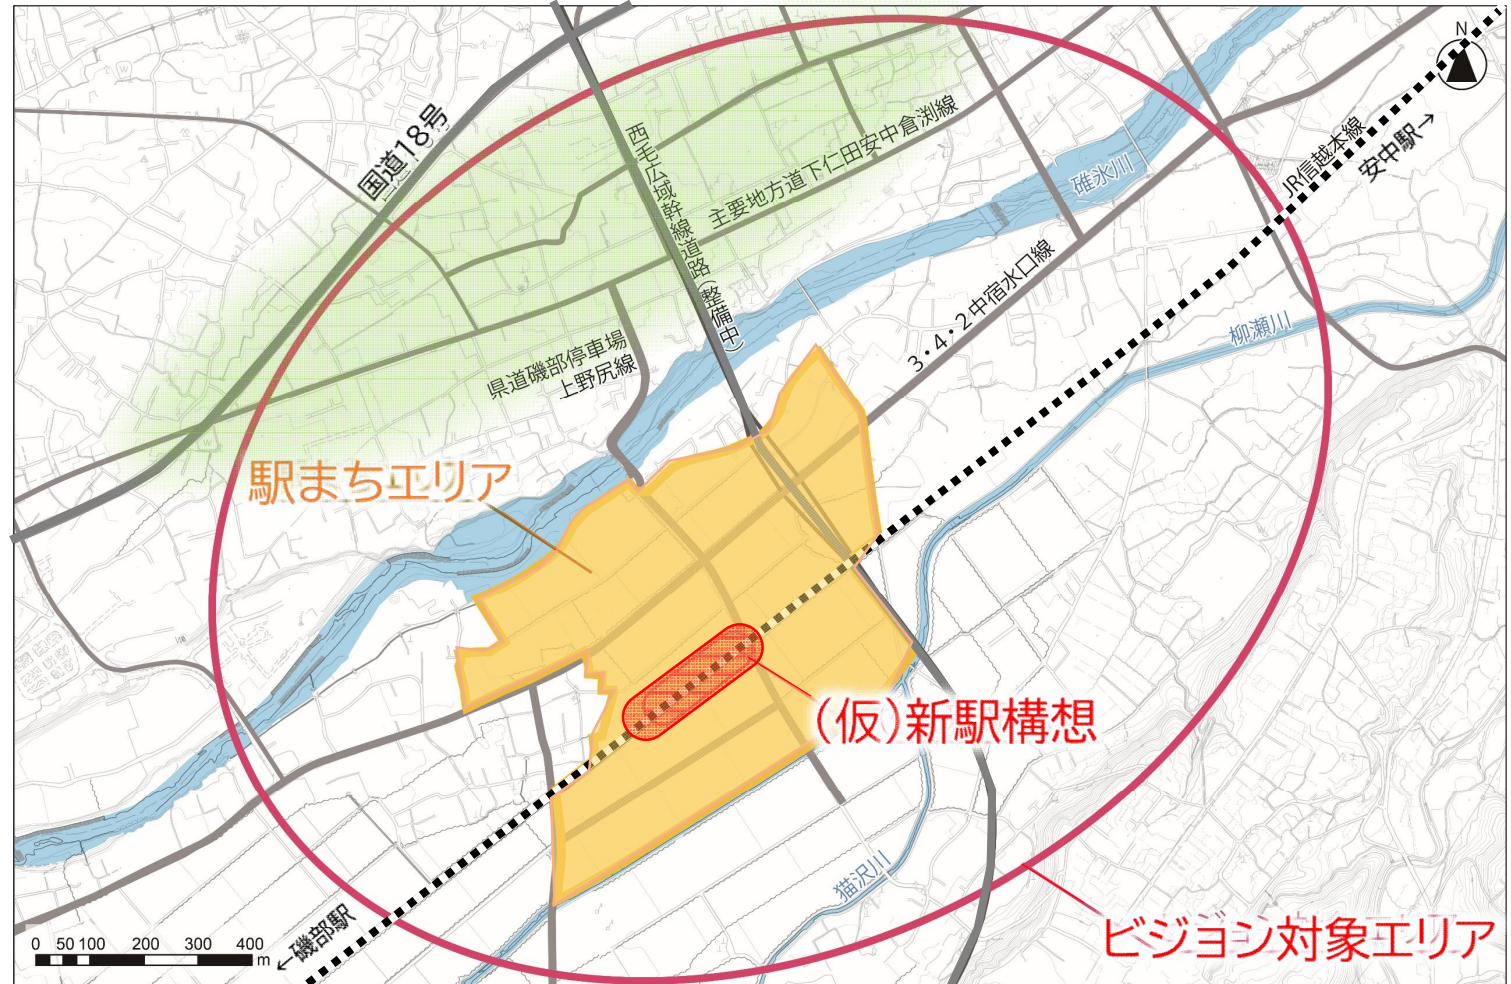 N
国道18号
西毛広域幹線道路(整備中)
主要地方道下仁田安中倉渕線
碓氷川
JR信越本線
安中駅→
3・4・2中宿水口線
柳瀬川
県道磯部停車場
上野尻線
駅まちエリア
(仮)新駅構想
猫沢川
ビジョン対象エリア
←磯部駅
0 50 100 200 300 400 m